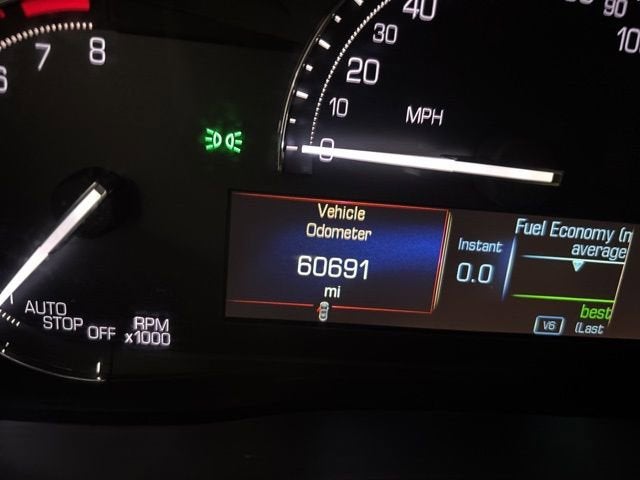 6 7 8
AUTO
STOP OFF
RPM
x1000
0 10 20 30 40
90
MPH
Vehicle
Odometer
60691
mi
Instant
0.0
Fuel Economy
average
best
V6
(Last